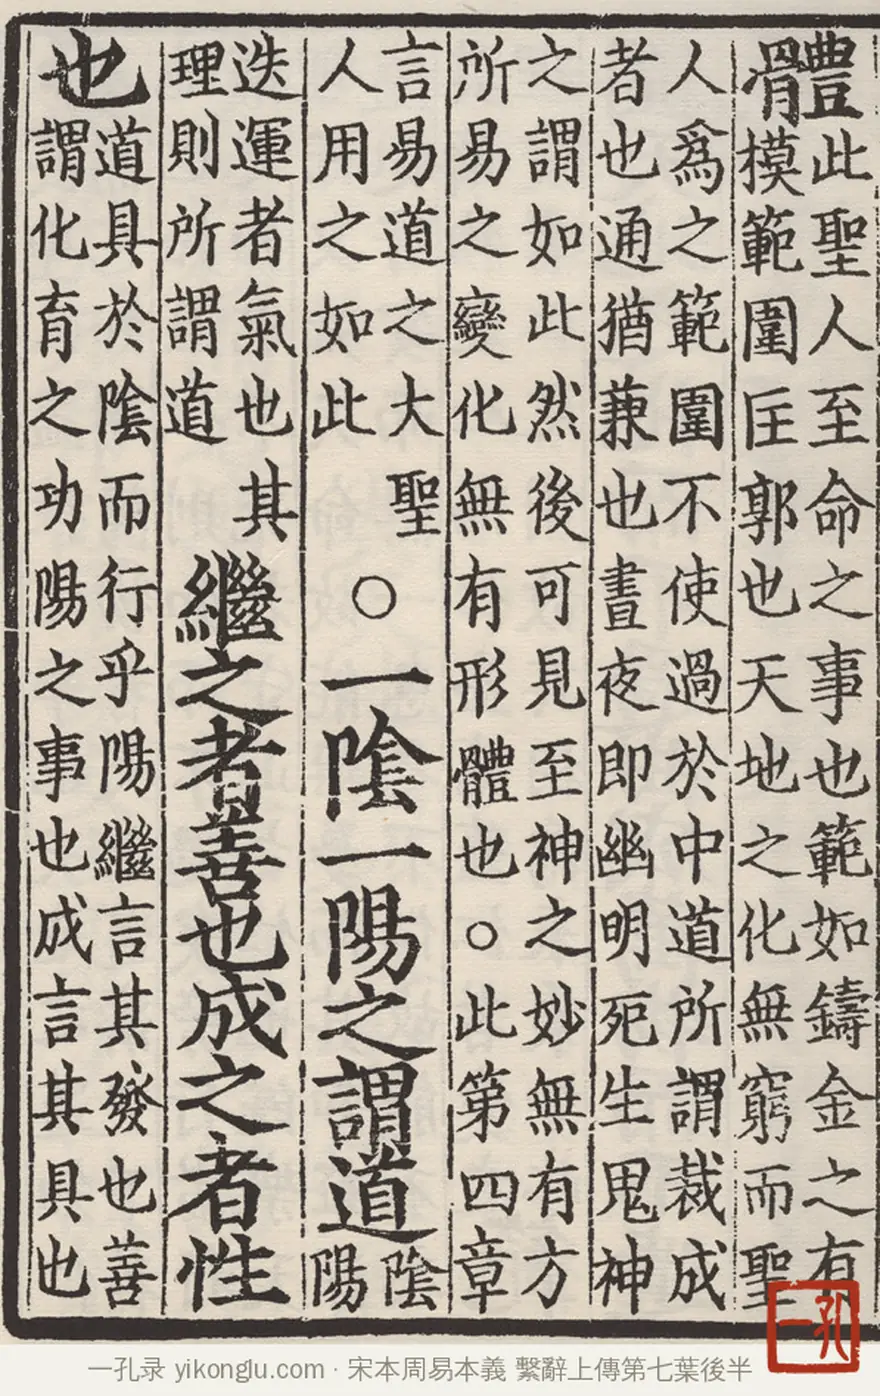 體
此聖人至命之事也範如鑄金之有
模範圍匡郭也天地之化無窮而聖
人爲之範圍不使過於中道所謂裁成
者也通猶兼也晝夜即幽明死生鬼神
之謂如此然後可見至神之妙無有方
所易之變化無有形體也○此第四章
言易道之大聖
人用之如此
○一陰一陽之謂道
陰
陽
迭運者氣也其
理則所謂道
繼之者善也成之者性
也
道具於陰而行乎陽繼言其發也善
謂化育之功陽之事也成言其具也
一孔
一孔录 yikonglu.com · 宋本周易本義 繫辭上傳第七葉後半